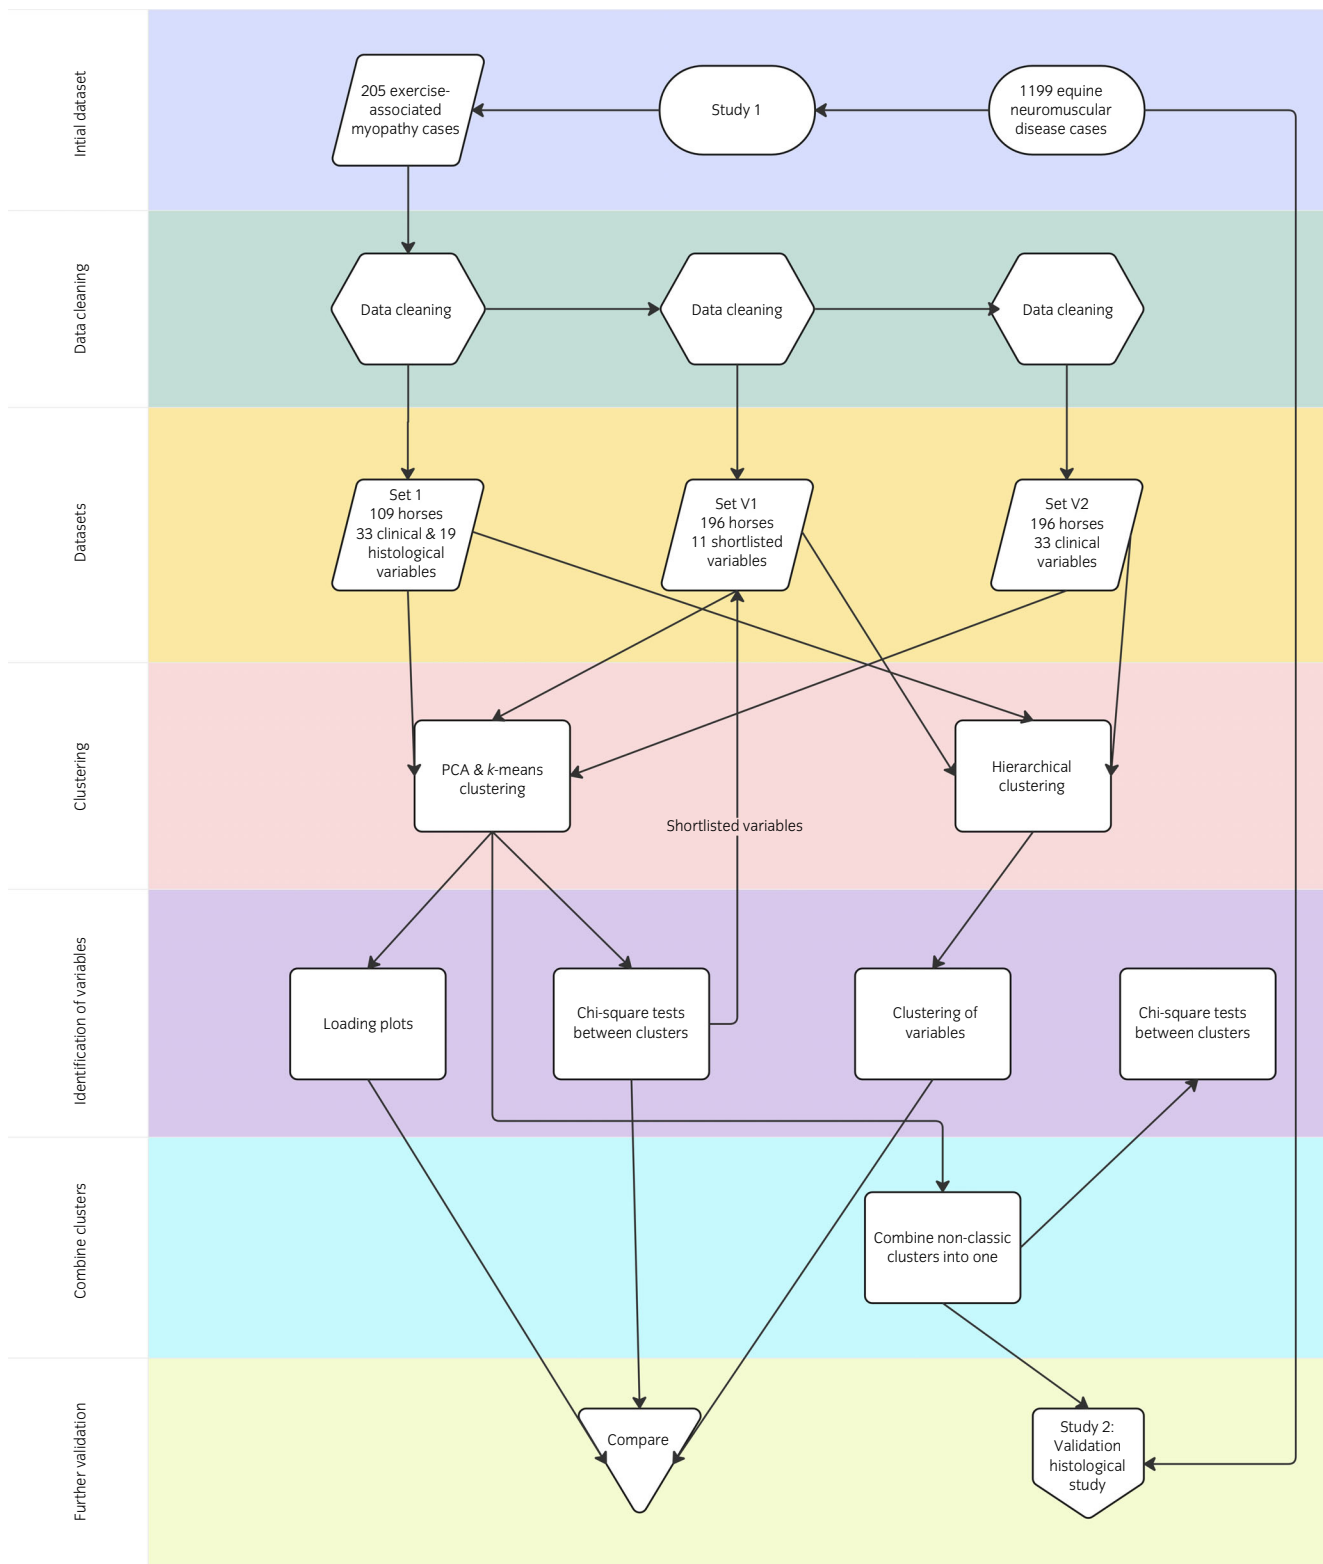 Intial dataset
205 exercise-
associated
myopathy cases
Study 1
1199 equine
neuromuscular
disease cases
Data cleaning
Data cleaning
Data cleaning
Data cleaning
Datasets
Set 1
109 horses
33 clinical & 19
histological
variables
Set V1
196 horses
11 shortlisted
variables
Set V2
196 horses
33 clinical
variables
Clustering
PCA & k-means
clustering
Hierarchical
clustering
Shortlisted variables
Identification of variables
Loading plots
Chi-square tests
between clusters
Clustering of
variables
Chi-square tests
between clusters
Combine clusters
Combine non-classic
clusters into one
Further validation
Compare
Study 2:
Validation
histological
study